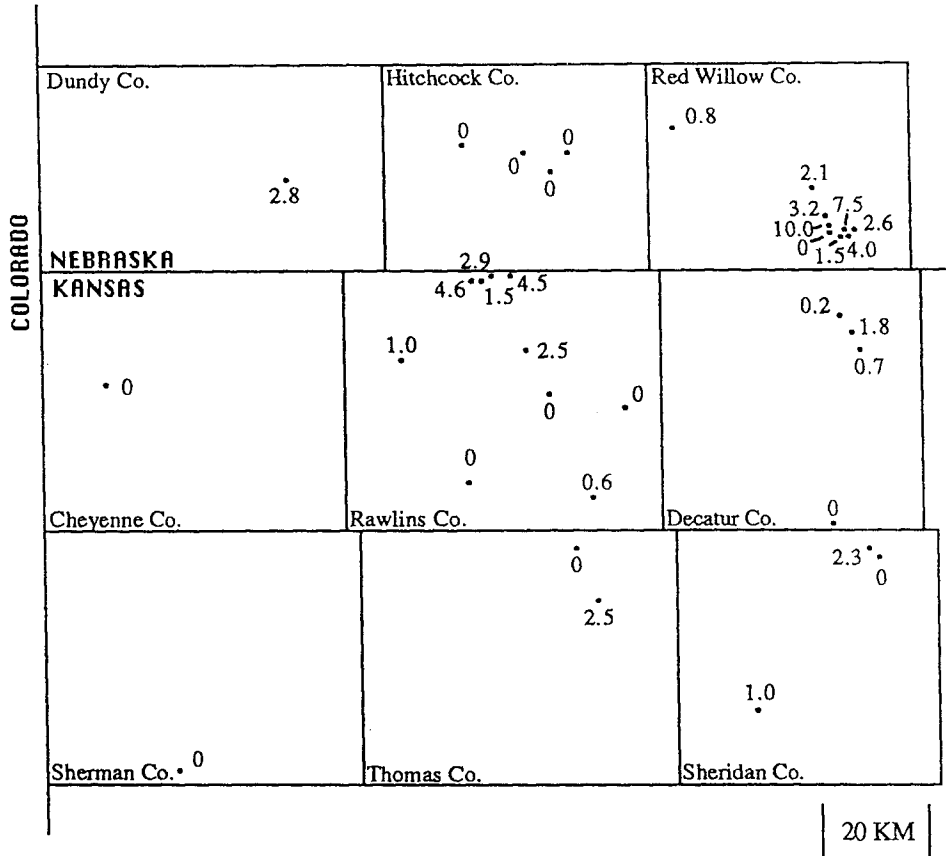 Dundy Co.
Hitchcock Co.
Red Willow Co.
0.8
0
0
0
0
2.1
2.8
3.2
7.5
10.0
2.6
0
1.5
4.0
COLORADO
NEBRASKA
KANSAS
2.9
4.6
1.5
4.5
0.2
1.8
1.0
2.5
0.7
0
0
0
0
0.6
Cheyenne Co.
Rawlins Co.
Decatur Co.
0
0
2.3
0
2.5
1.0
Sherman Co.
0
Thomas Co.
Sheridan Co.
20 KM